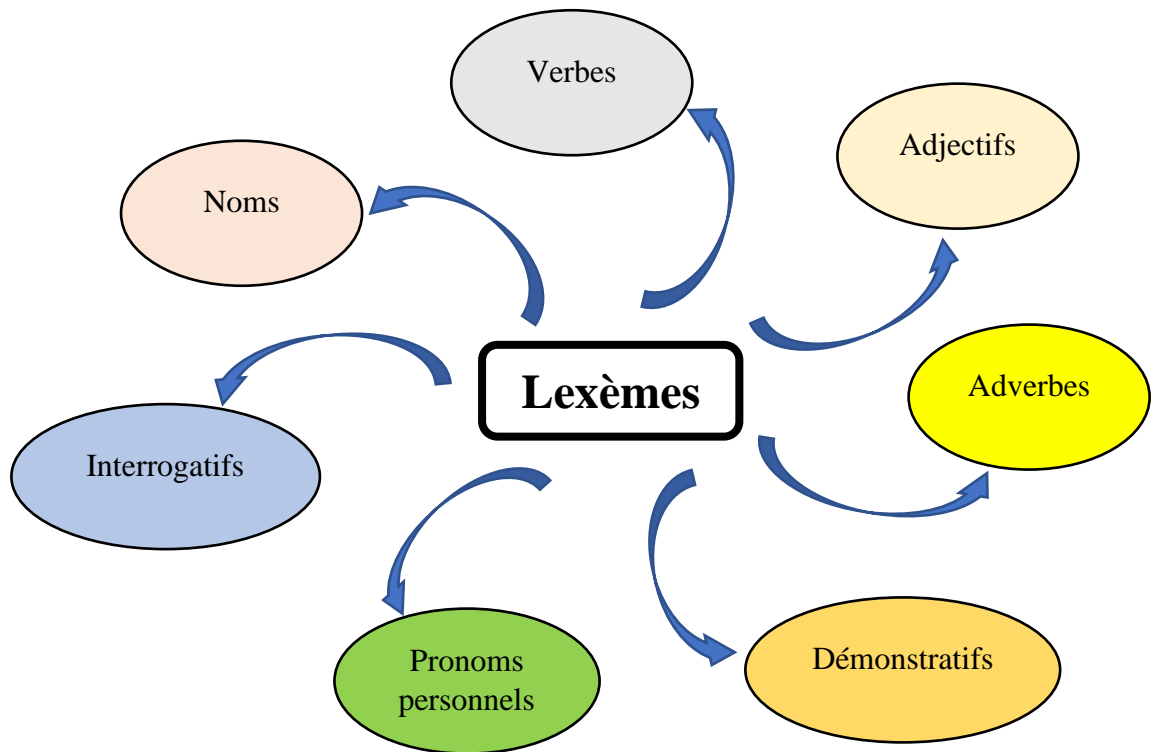 Verbes
Adjectifs
Noms
Lexèmes
Adverbes
Interrogatifs
Pronoms
personnels
Démonstratifs